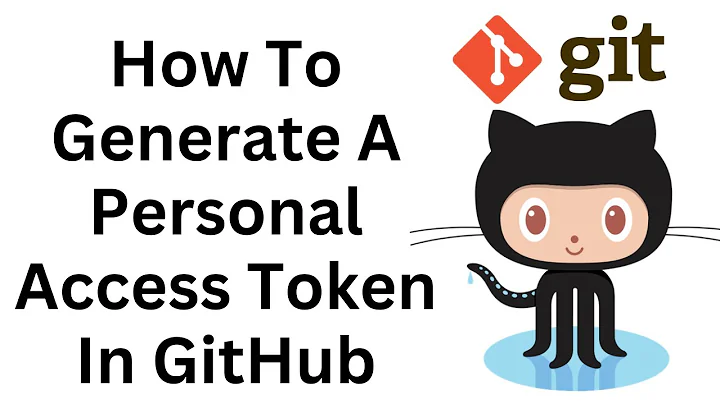 How To
Generate A
Personal
Access Token
In GitHub
git